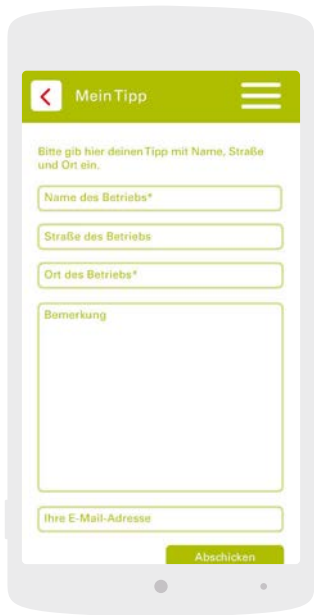 Mein Tipp
Bitte gib hier deinen Tipp mit Name, Straße
und Ort ein.
Name des Betriebs*
Straße des Betriebs
Ort des Betriebs*
Bemerkung
Ihre E-Mail-Adresse
Abschicken